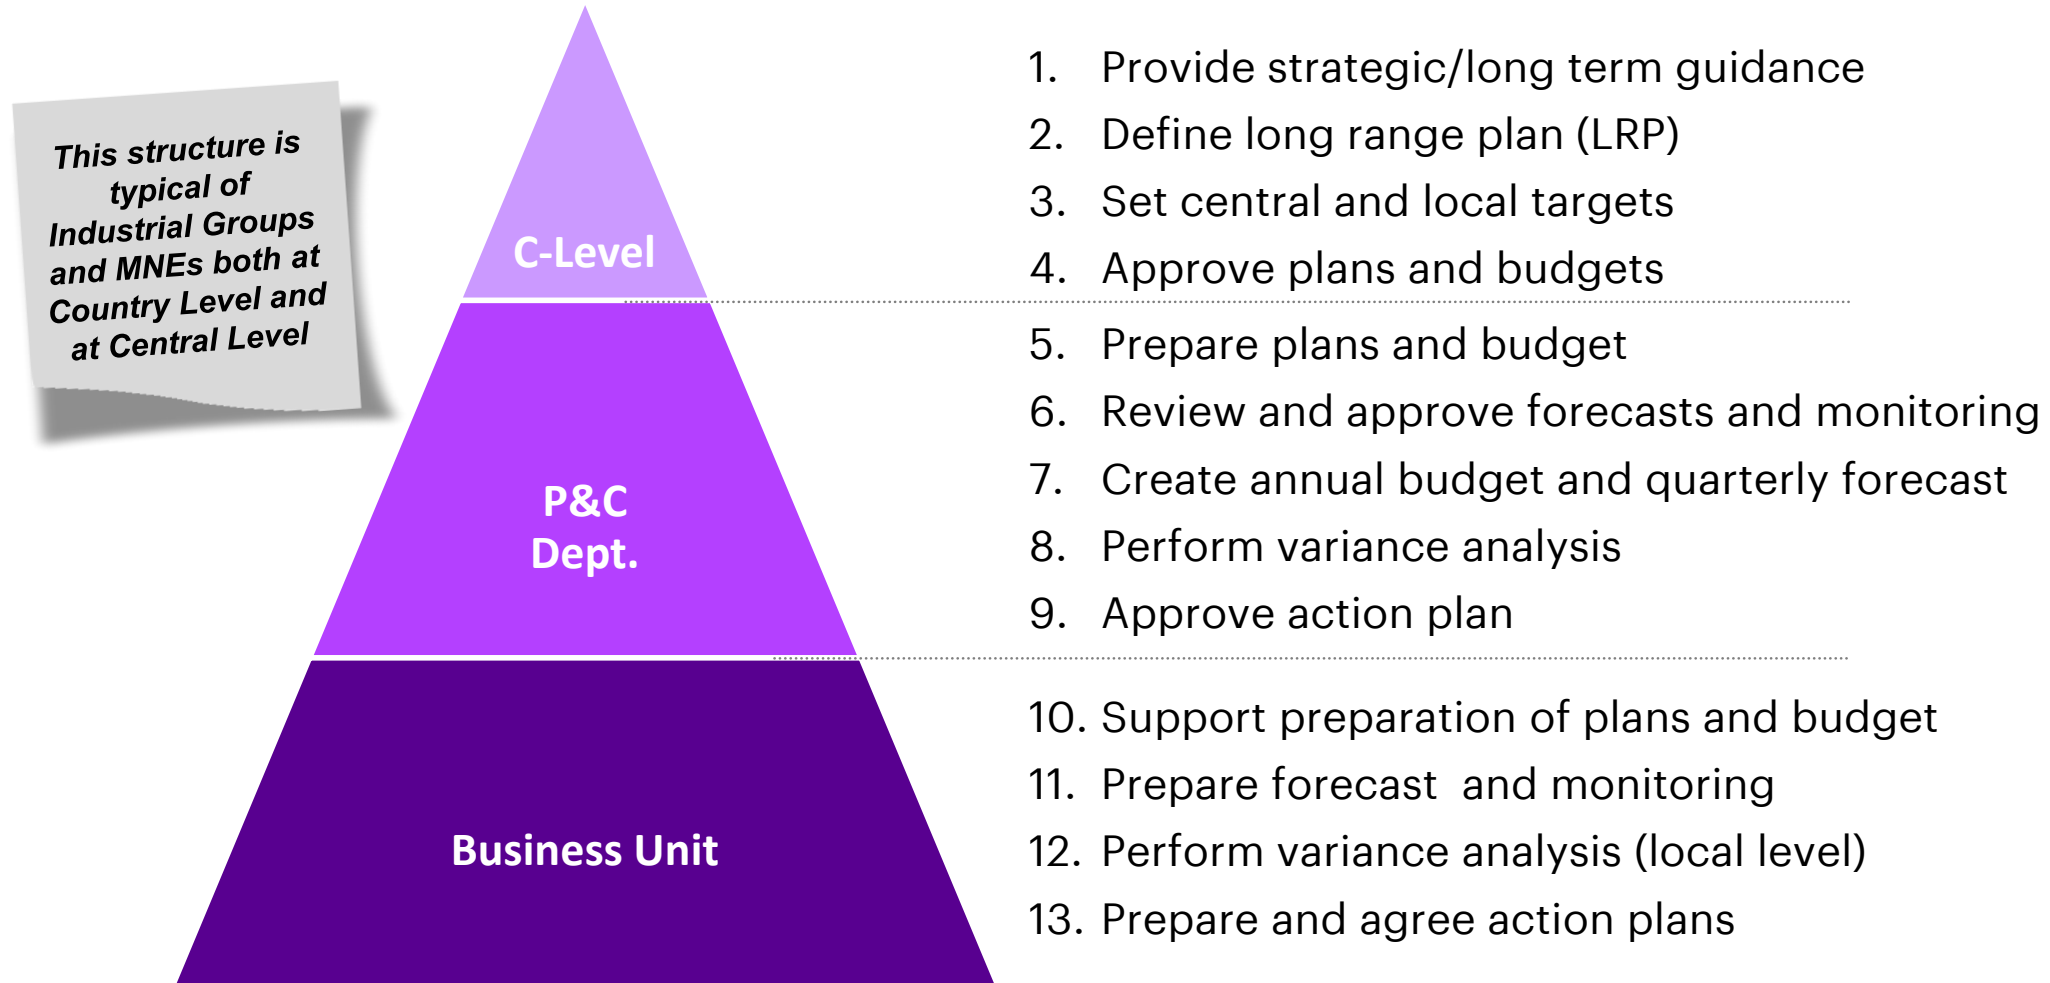 This structure is
typical of
Industrial Groups
and MNEs both at
Country Level and
at Central Level
C-Level
P&C
Dept.
Business Unit
1. Provide strategic/long term guidance
2. Define long range plan (LRP)
3. Set central and local targets
4. Approve plans and budgets
5. Prepare plans and budget
6. Review and approve forecasts and monitoring
7. Create annual budget and quarterly forecast
8. Perform variance analysis
9. Approve action plan
10. Support preparation of plans and budget
11. Prepare forecast  and monitoring
12. Perform variance analysis (local level)
13. Prepare and agree action plans